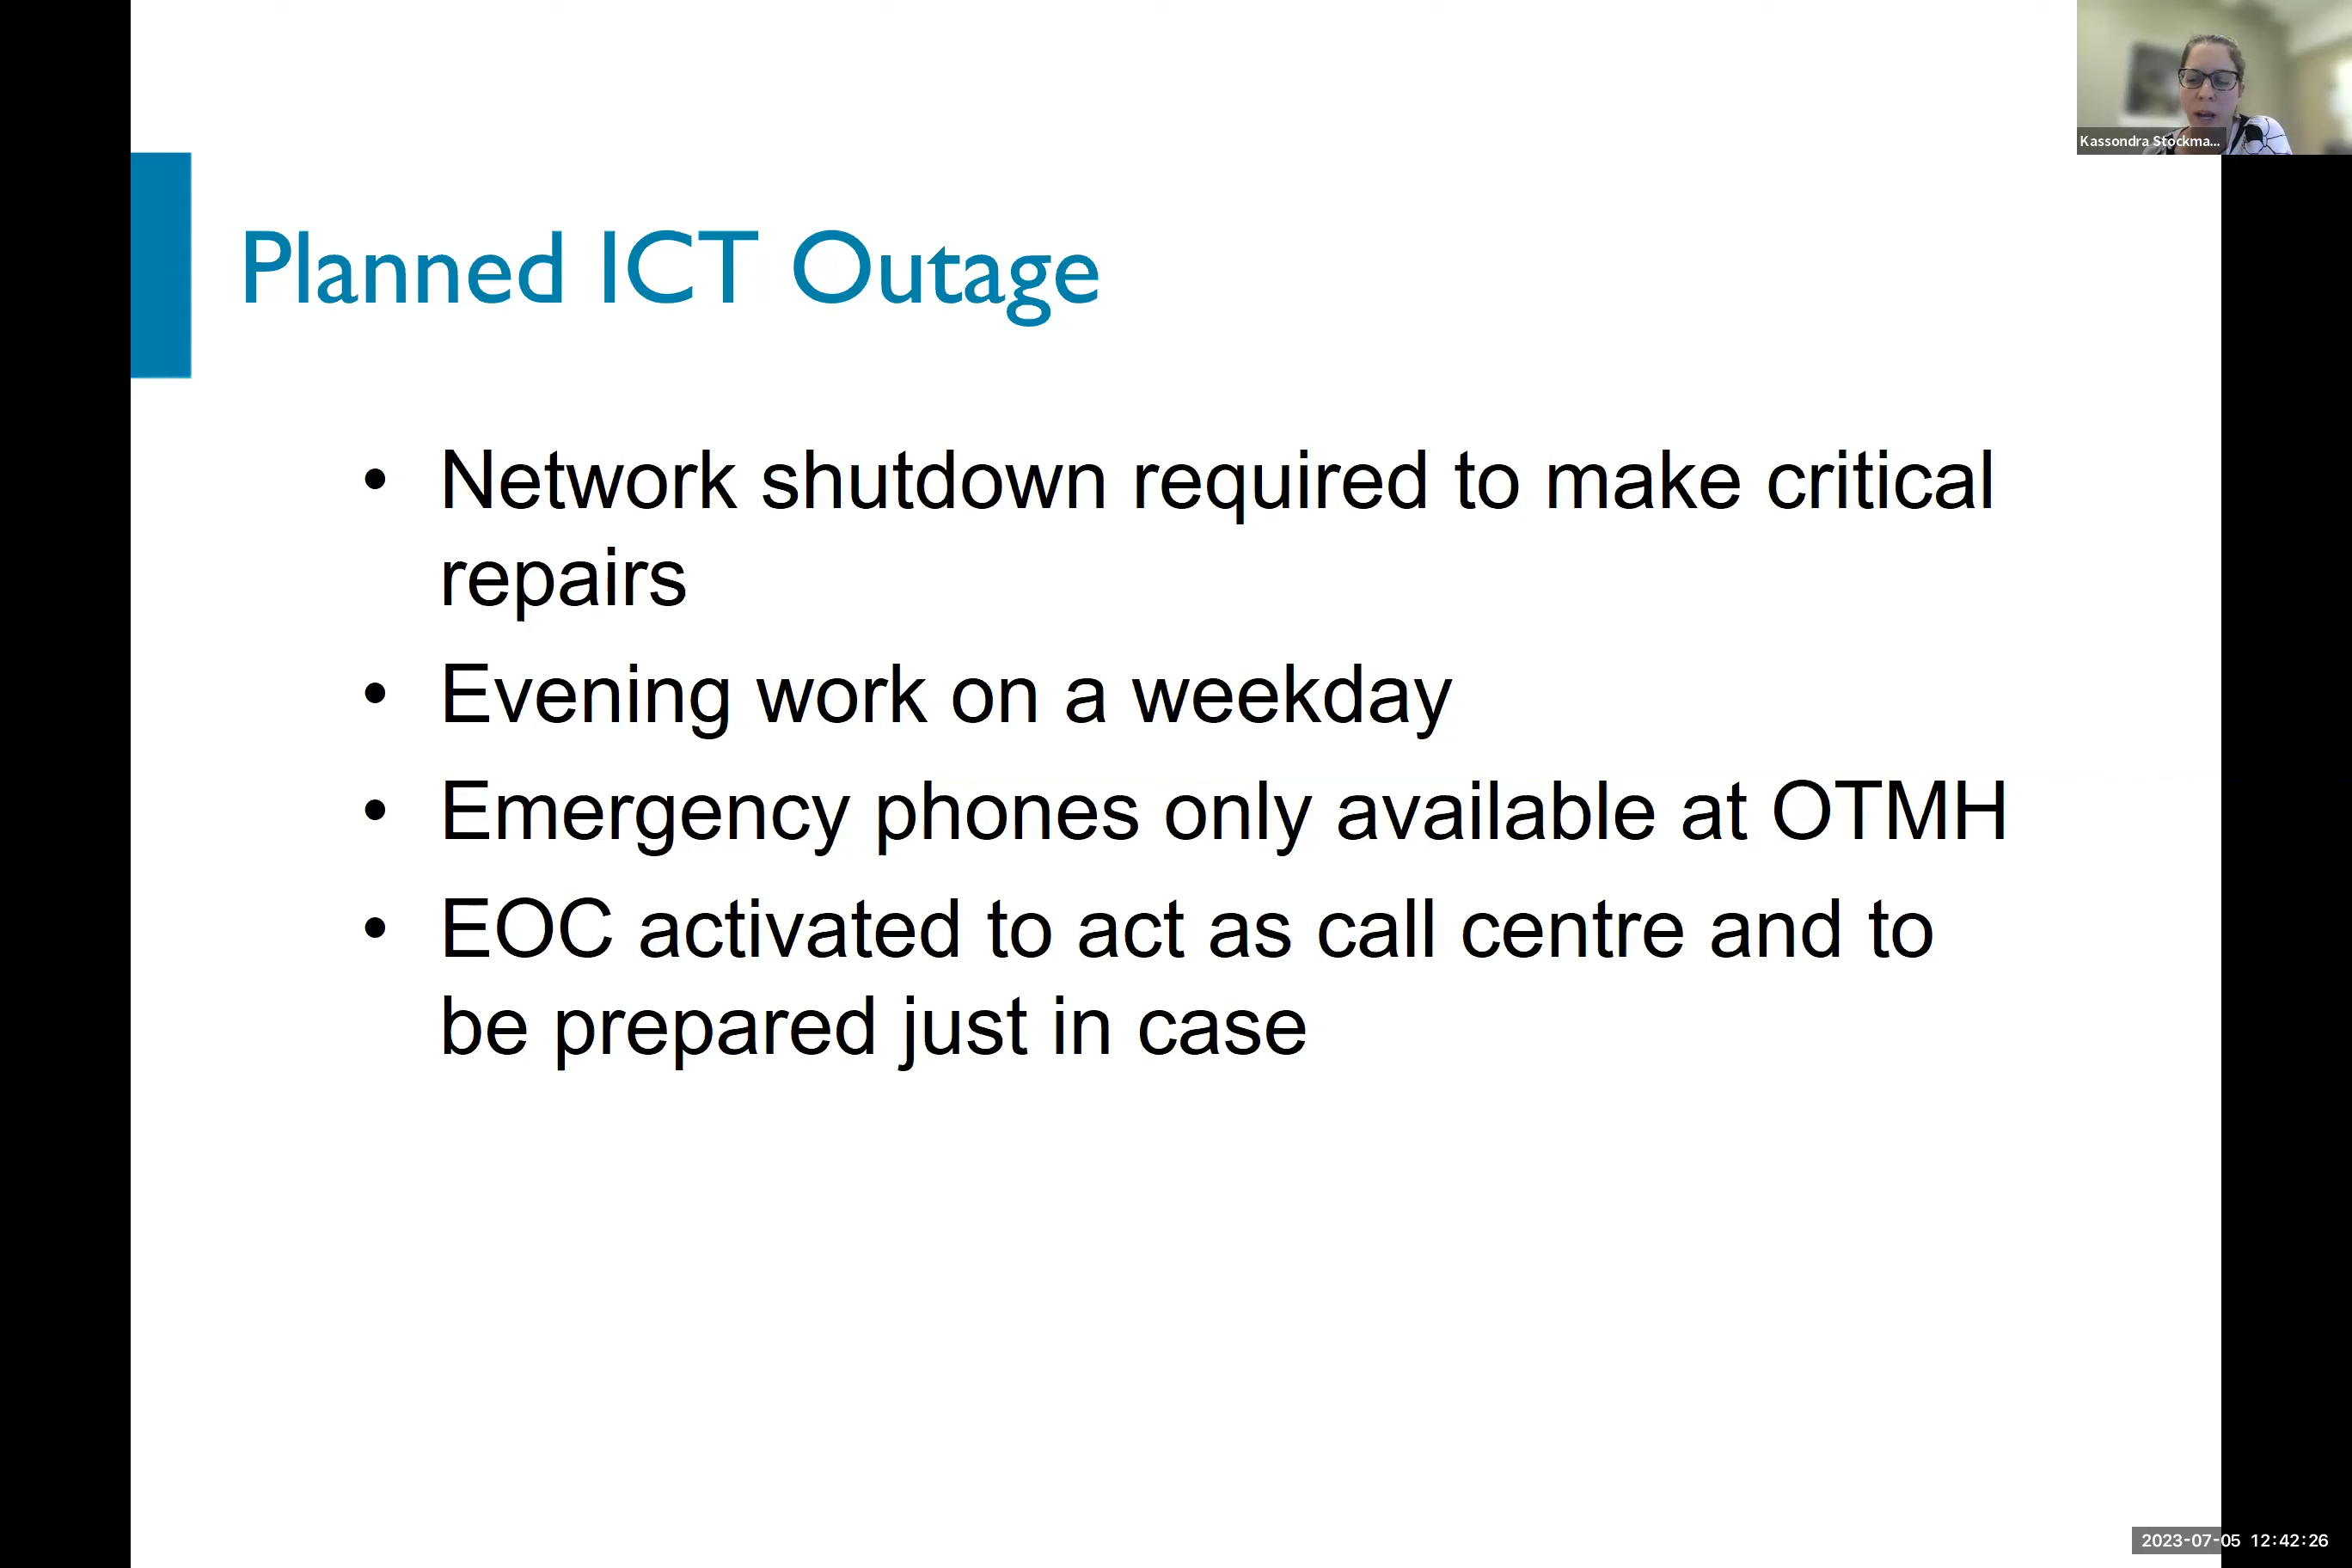 Kassondra Stockma...
Planned ICT Outage
• Network shutdown required to make critical
repairs
• Evening work on a weekday
• Emergency phones only available at OTMH
• EOC activated to act as call centre and to
be prepared just in case
2023-07-05 12:42:26